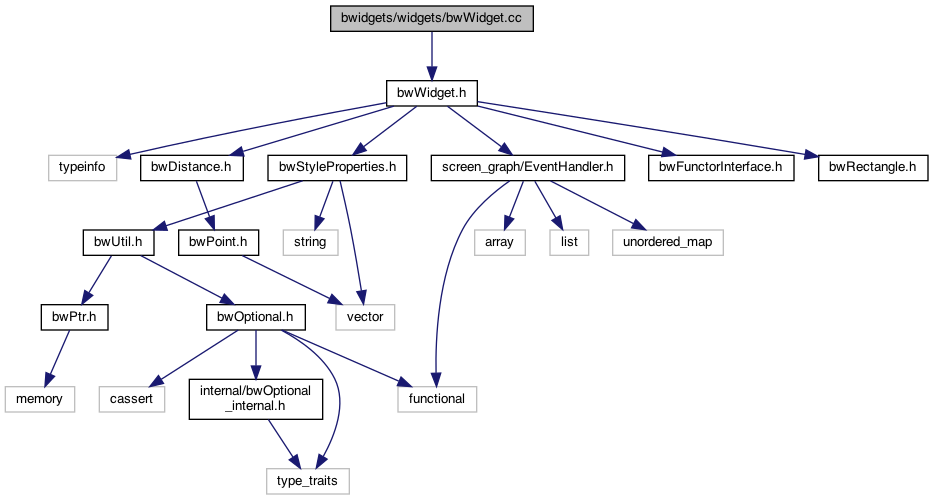 bwidgets/widgets/bwWidget.cc
bwWidget.h
typeinfo
bwDistance.h
bwStyleProperties.h
screen_graph/EventHandler.h
bwFunctorInterface.h
bwRectangle.h
bwUtil.h
bwPoint.h
string
array
list
unordered_map
bwPtr.h
bwOptional.h
vector
memory
cassert
internal/bwOptional
_internal.h
functional
type_traits